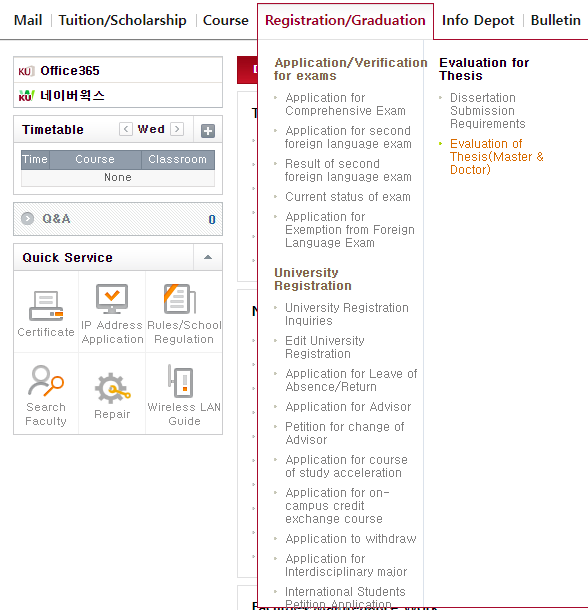 Mail
Tuition/Scholarship
Course
Registration/Graduation
Info Depot
Bulletin
KU Office365
KU 네이버웍스
Timetable
Wed
Time
Course
Classroom
None
Q&A
0
Quick Service
Certificate
IP Address
Application
Rules/School
Regulation
Search
Faculty
Repair
Wireless LAN
Guide
Application/Verification
for exams
Application for
Comprehensive Exam
Application for second
foreign language exam
Result of second
foreign language exam
Current status of exam
Application for
Exemption from Foreign
Language Exam
University
Registration
University Registration
Inquiries
Edit University
Registration
Application for Leave of
Absence/Return
Application for Advisor
Petition for change of
Advisor
Application for course
of study acceleration
Application for on-
campus credit
exchange course
Application to withdraw
Application for
Interdisciplinary major
International Students
Petition Application
Evaluation for
Thesis
Dissertation
Submission
Requirements
Evaluation of
Thesis(Master &
Doctor)